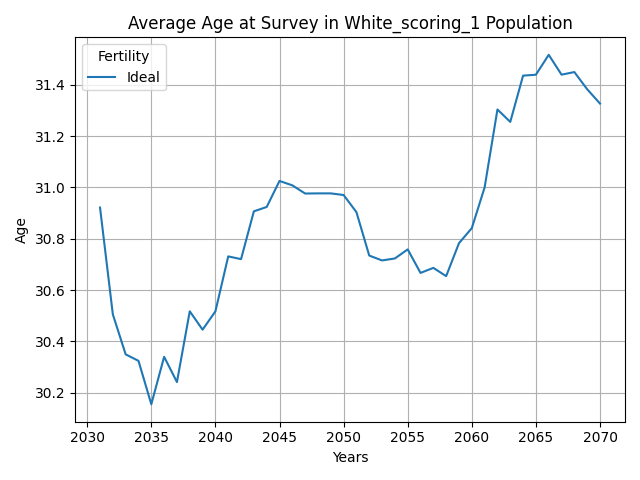 Average Age at Survey in White_scoring_1 Population
Fertility
Ideal
31.4
31.2
31.0
30.8
30.6
30.4
30.2
Age
2030 2035 2040 2045 2050 2055 2060 2065 2070
Years